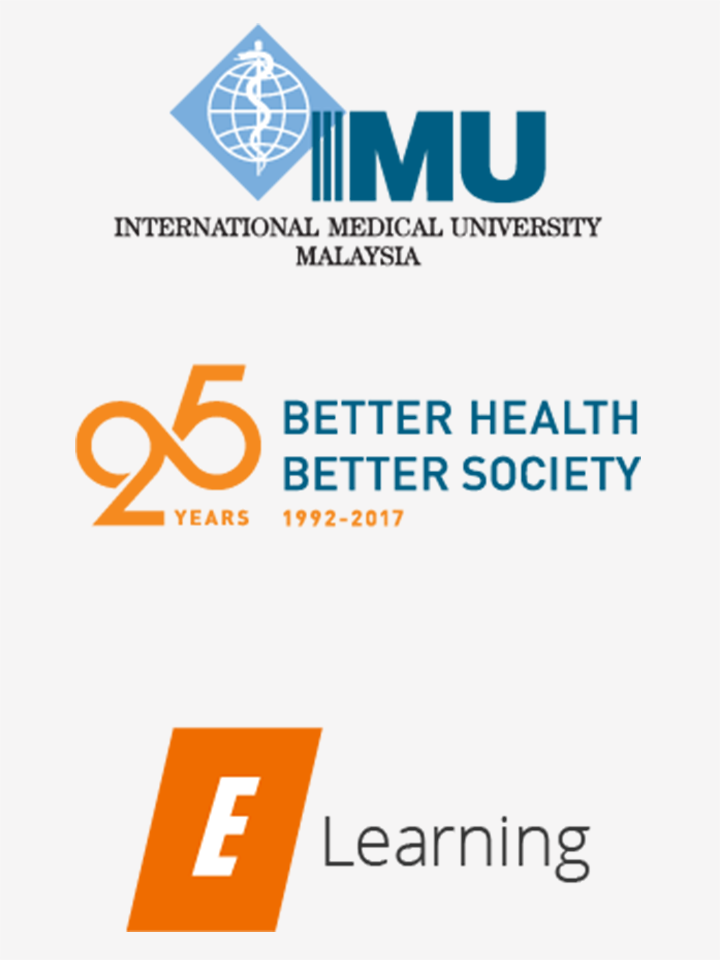 IMU
INTERNATIONAL MEDICAL UNIVERSITY
MALAYSIA
25
YEARS
BETTER HEALTH
BETTER SOCIETY
1992-2017
E
Learning